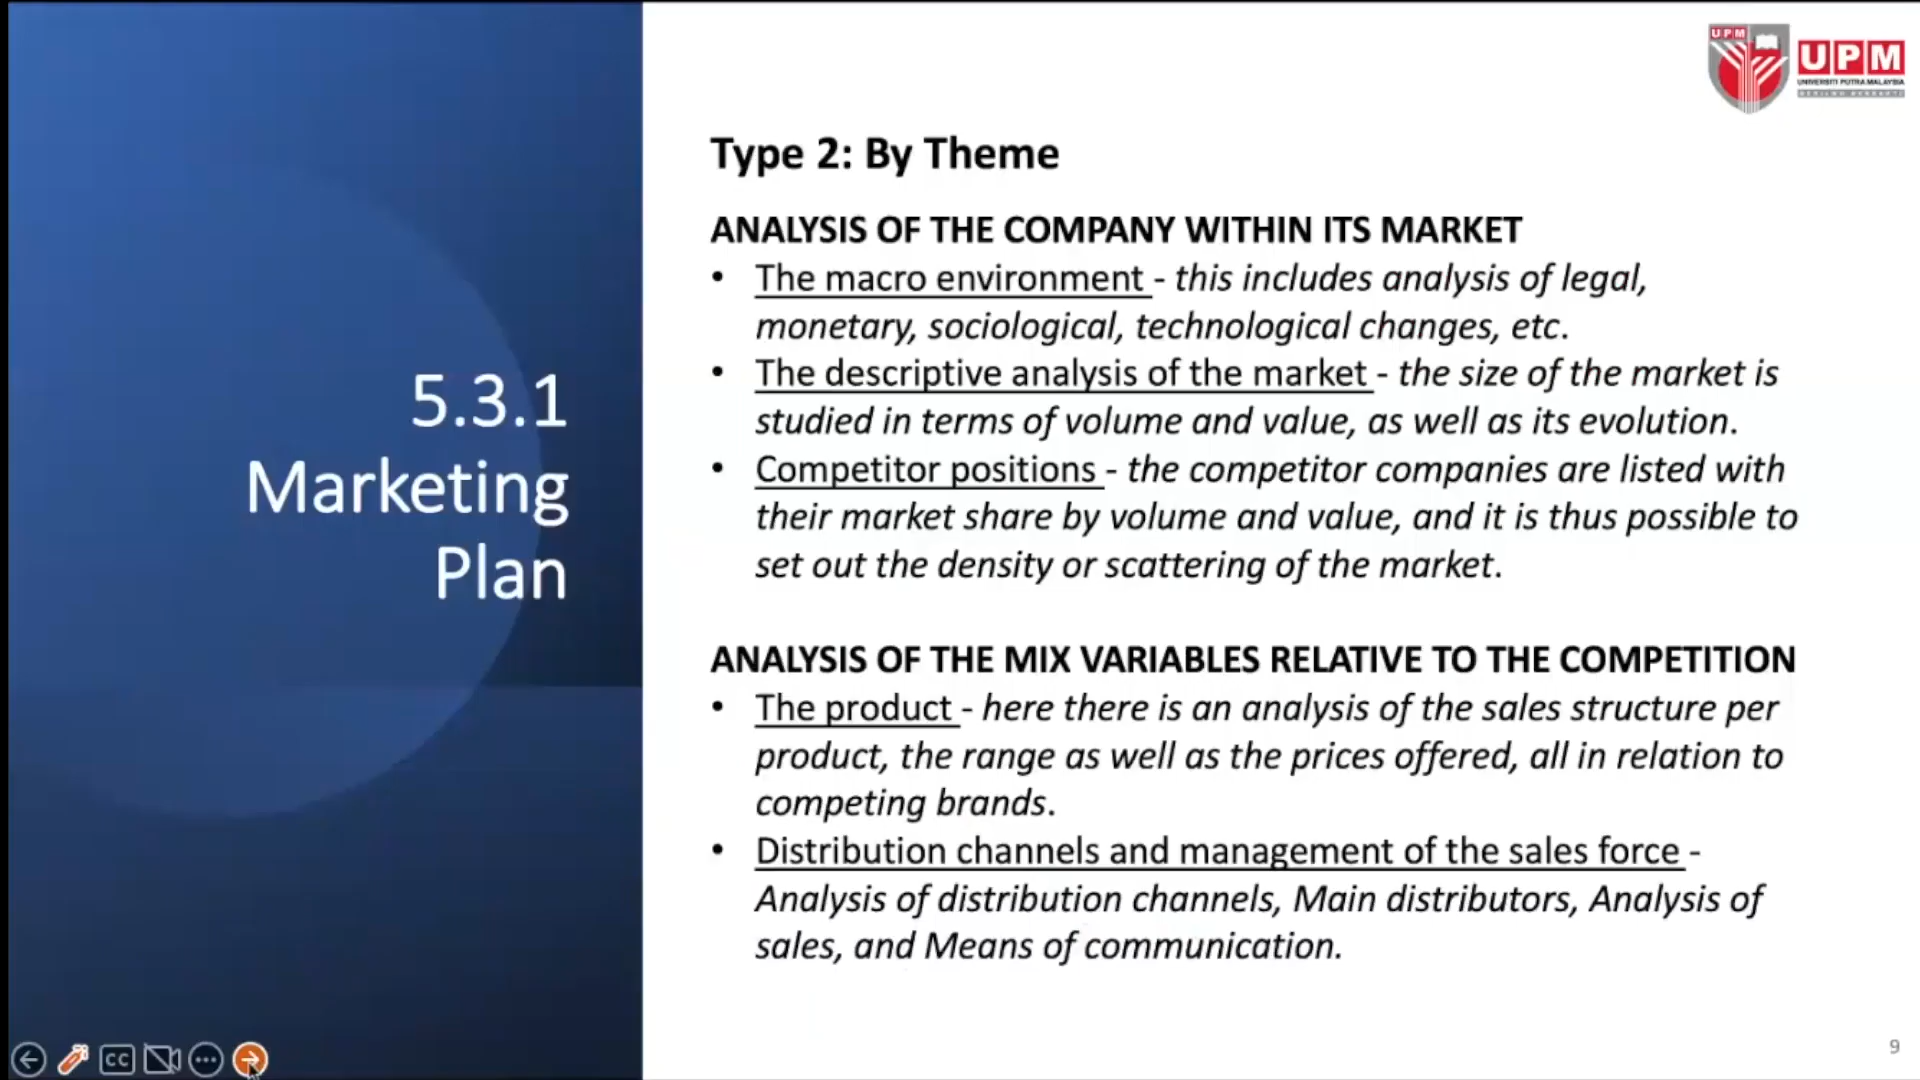 UPM
UPM
UNIVERSITI PUTRA MALAYSIA
BERILMU BERBAKTI
Type 2: By Theme
ANALYSIS OF THE COMPANY WITHIN ITS MARKET
• The macro environment - this includes analysis of legal,
monetary, sociological, technological changes, etc.
• The descriptive analysis of the market - the size of the market is
studied in terms of volume and value, as well as its evolution.
• Competitor positions - the competitor companies are listed with
their market share by volume and value, and it is thus possible to
set out the density or scattering of the market.
ANALYSIS OF THE MIX VARIABLES RELATIVE TO THE COMPETITION
• The product - here there is an analysis of the sales structure per
product, the range as well as the prices offered, all in relation to
competing brands.
• Distribution channels and management of the sales force -
Analysis of distribution channels, Main distributors, Analysis of
sales, and Means of communication.
5.3.1
Marketing
Plan
CC
9